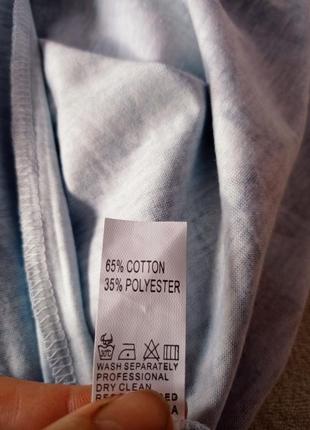 65% COTTON
35% POLYESTER
WASH SEPARATELY
PROFESSIONAL
DRY CLEAN